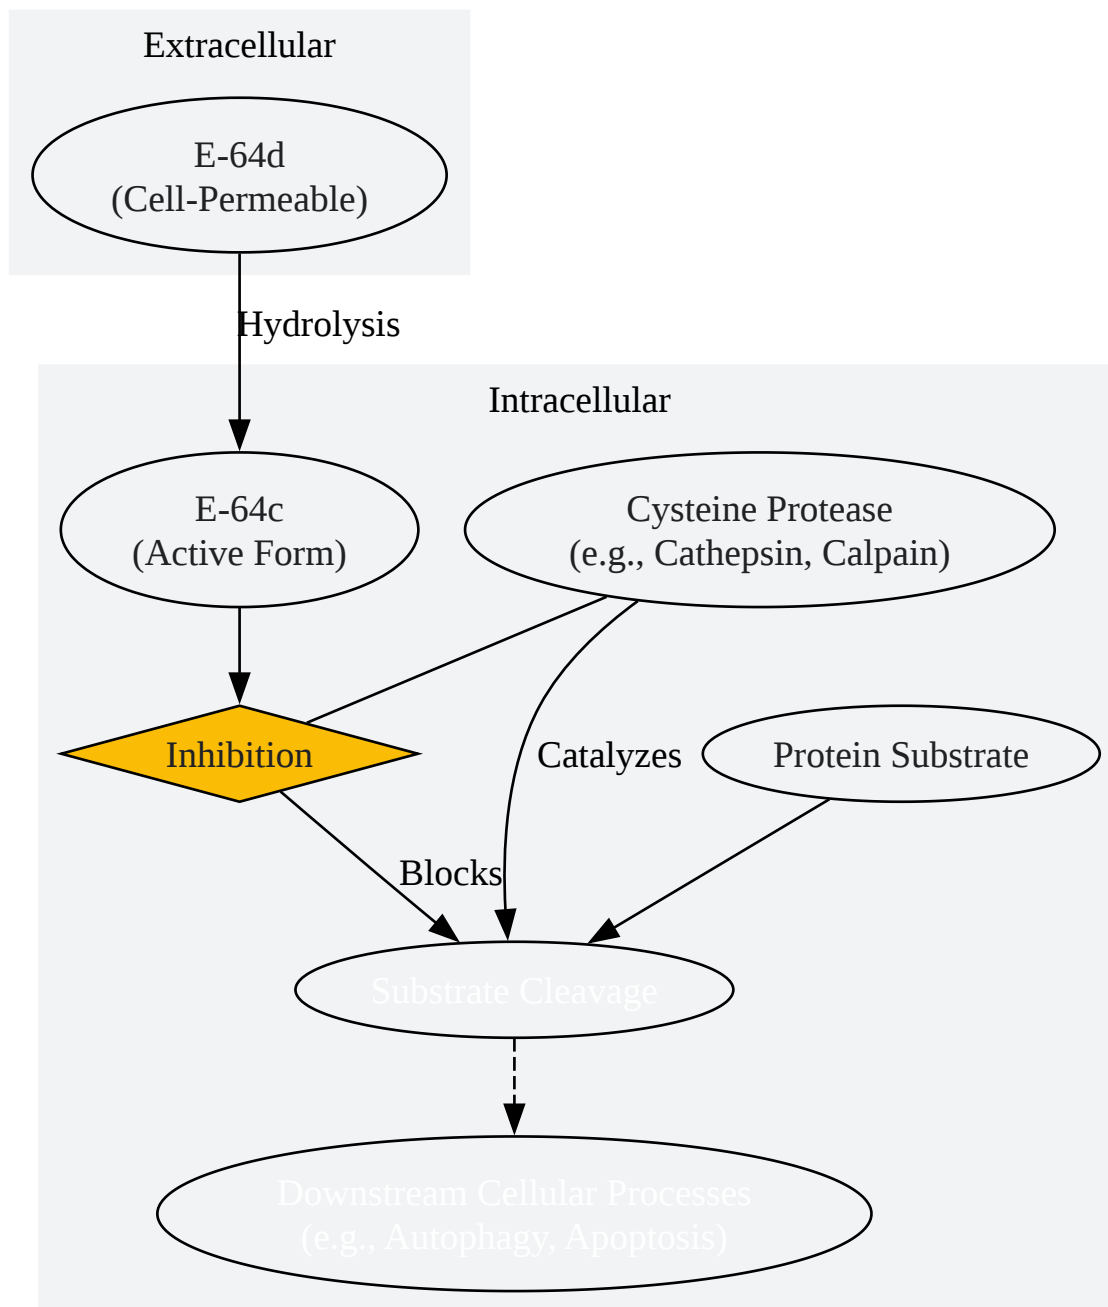 Extracellular
E-64d
(Cell-Permeable)
Hydrolysis
Intracellular
E-64c
(Active Form)
Cysteine Protease
(e.g., Cathepsin, Calpain)
Inhibition
Catalyzes
Protein Substrate
Blocks
Substrate Cleavage
Downstream Cellular Processes
(e.g., Autophagy, Apoptosis)